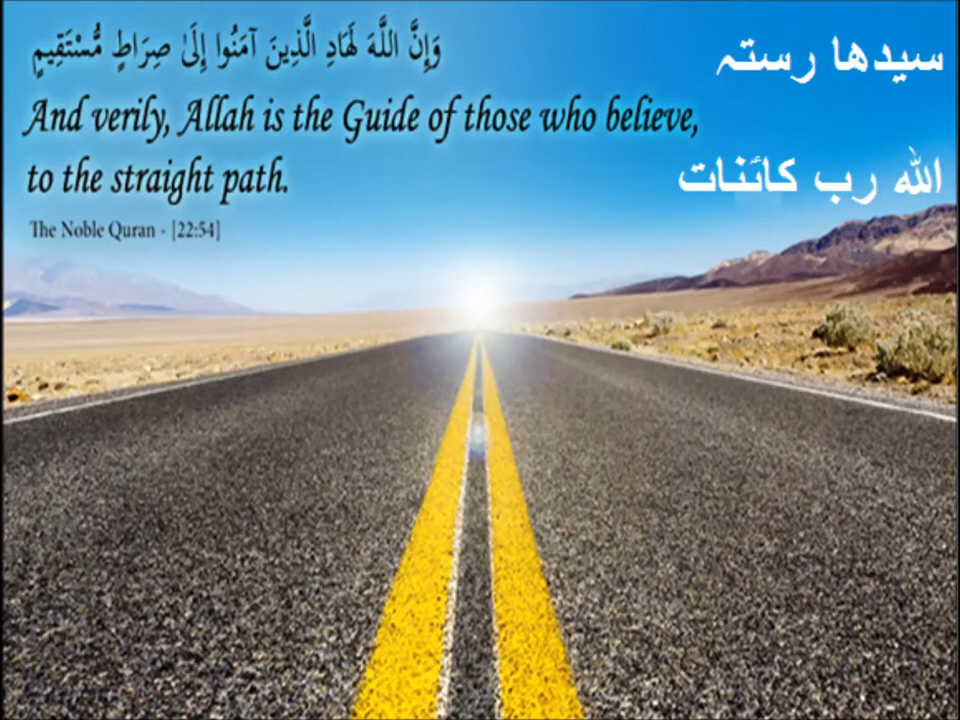 وَإِنَّ اللَّهَ لَهَادِ الَّذِينَ آمَنُوا إِلَىٰ صِرَاطٍ مُّسْتَقِيمٍ
And verily, Allah is the Guide of those who believe,
to the straight path.
The Noble Quran - [22:54]
سیدھا رستہ
اللہ رب کائنات